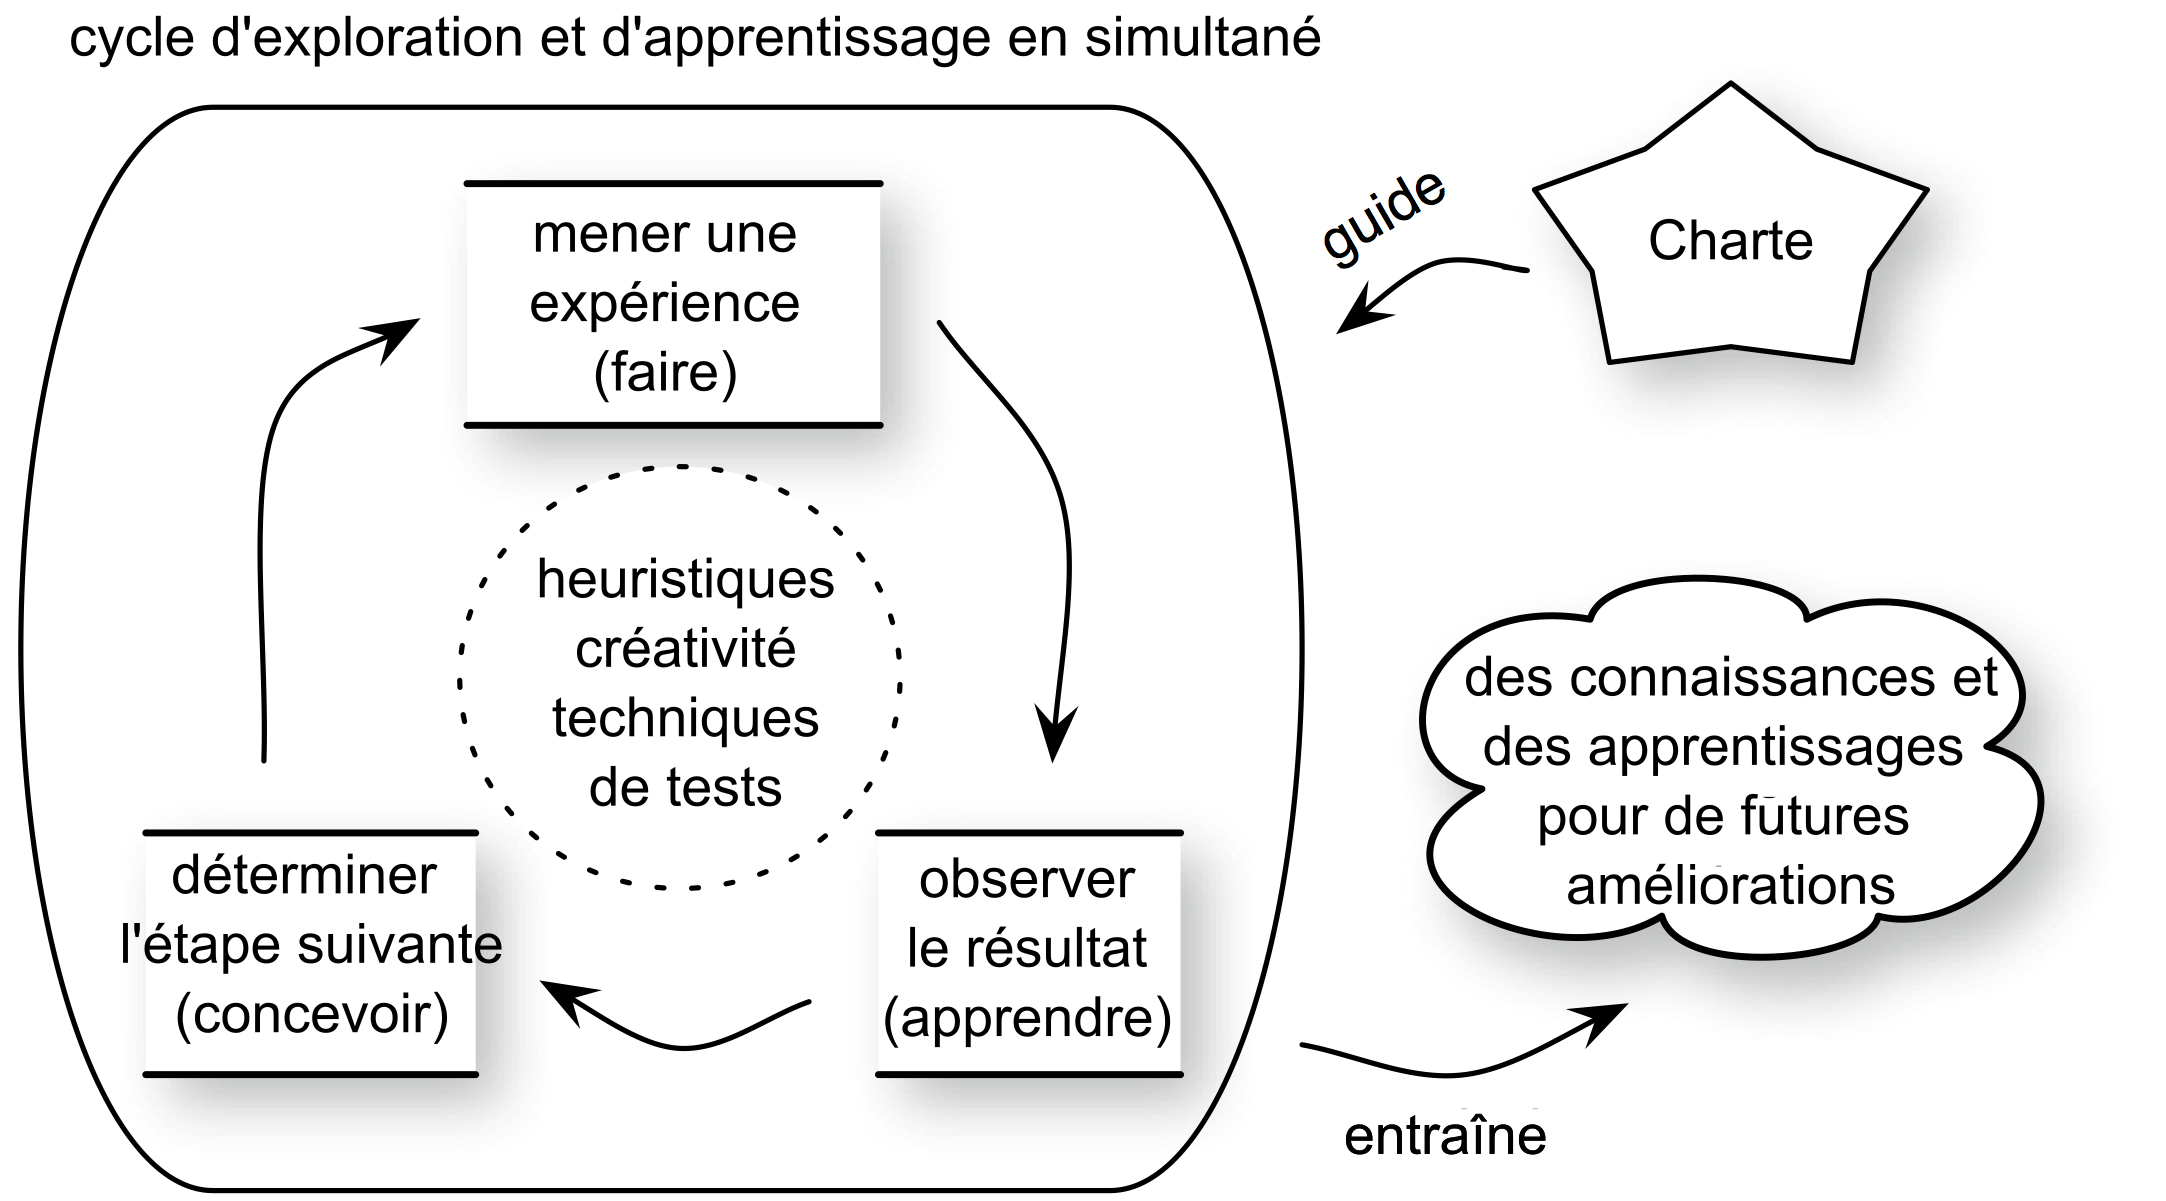 cycle d'exploration et d'apprentissage en simultané
mener une
expérience
(faire)
guide
Charte
heuristiques
créativité
techniques
de tests
déterminer
l'étape suivante
(concevoir)
observer
le résultat
(apprendre)
des connaissances et
des apprentissages
pour de futures
améliorations
entraîne